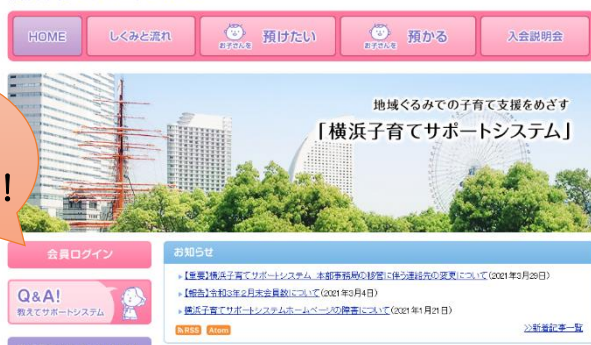 HOME
しくみと流れ
お子さんを 預けたい
お子さんを 預かる
入会説明会
地域ぐるみでの子育て支援をめざす
「横浜子育てサポートシステム」
!
会員ログイン
お知らせ
【重要】横浜子育てサポートシステム 本部事務局の移管に伴う連絡先の変更について(2021年3月29日)
【報告】令和3年2月末会員数について(2021年3月4日)
横浜子育てサポートシステムホームページの障害について(2021年1月21日)
RSS Atom
>>新着記事一覧
Q&A!
教えてサポートシステム